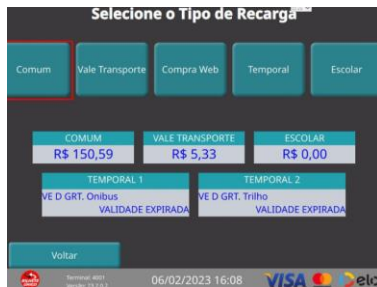 Selecione o Tipo de Recarga
Comum
Vale Transporte
Compra Web
Temporal
Escolar
COMUM
VALE TRANSPORTE
ESCOLAR
R$ 150,59
R$ 5,33
R$ 0,00
TEMPORAL 1
TEMPORAL 2
VE D GRT. Onibus
VE D GRT. Trilho
VALIDADE EXPIRADA
VALIDADE EXPIRADA
Voltar
Terminal: 4001
06/02/2023 16:08
VISA
elo